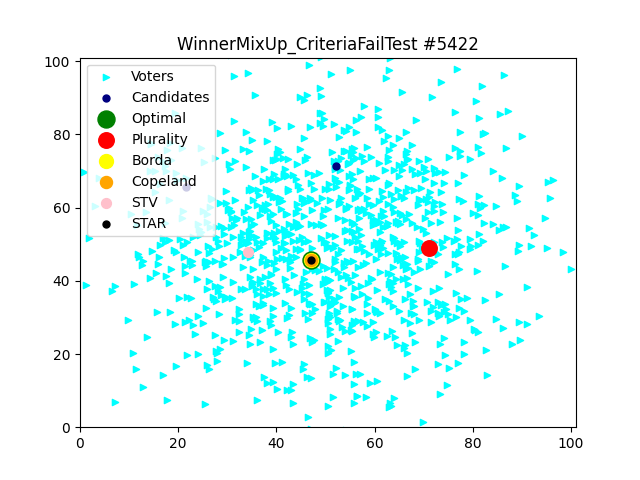 WinnerMixUp_CriteriaFailTest #5422
Voters
Candidates
Optimal
Plurality
Borda
Copeland
STV
STAR
100
80
60
40
20
0
0 20 40 60 80 100